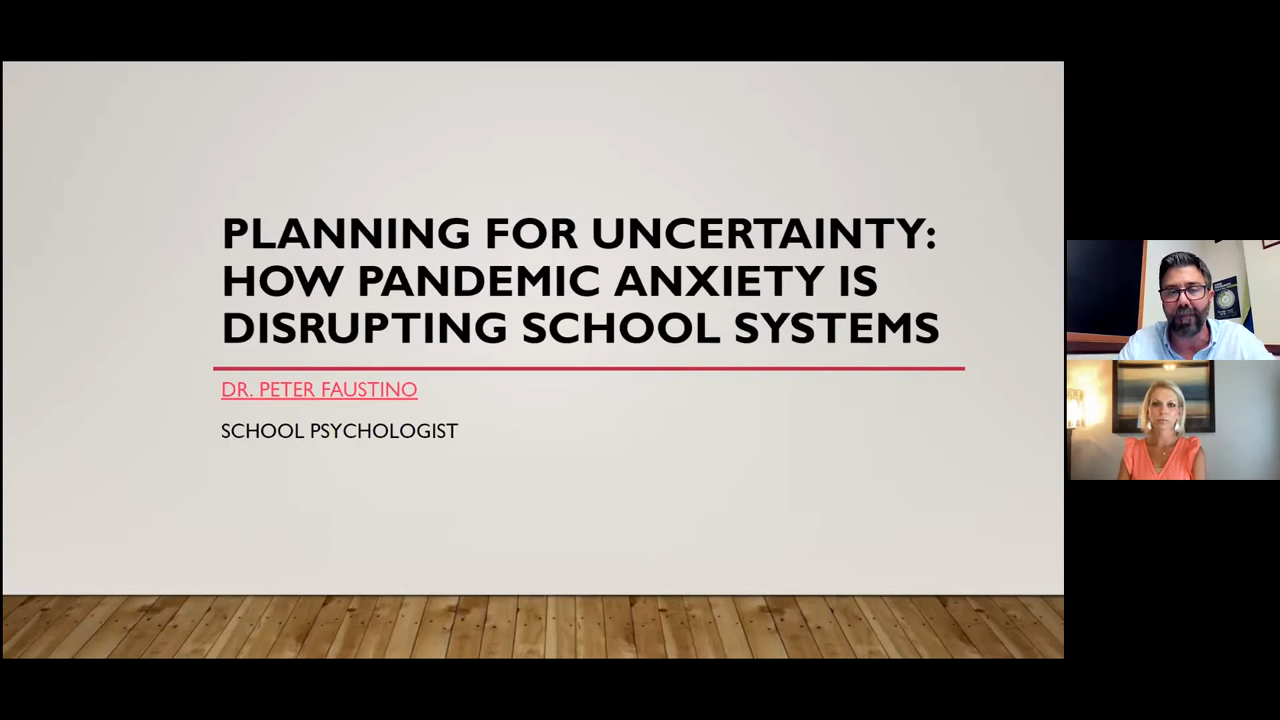 PLANNING FOR UNCERTAINTY:
HOW PANDEMIC ANXIETY IS
DISRUPTING SCHOOL SYSTEMS
DR. PETER FAUSTINO
SCHOOL PSYCHOLOGIST